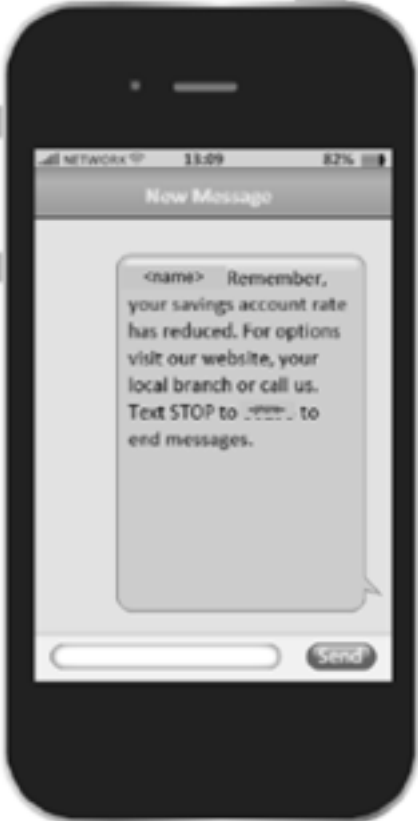 NETWORK 13:09 82%
New Message
<name> Remember,
your savings account rate
has reduced. For options
visit our website, your
local branch or call us.
Text STOP to to
end messages.
Send